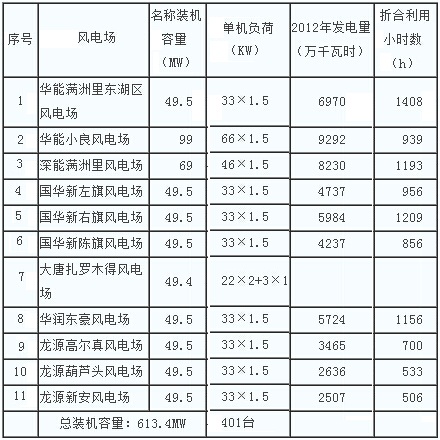 序号 风电场 名称装机容量（MW） 单机负荷（KW） 2012年发电量（万千瓦时） 折合利用小时数（h）
1 华能满洲里东湖区风电场 49.5 33×1.5 6970 1408
2 华能小良风电场 99 66×1.5 9292 939
3 深能满洲里风电场 69 46×1.5 8230 1193
4 国华新左旗风电场 49.5 33×1.5 4737 956
5 国华新右旗风电场 49.5 33×1.5 5984 1209
6 国华新陈旗风电场 49.5 33×1.5 4237 856
7 大唐扎罗木得风电场 49.4 22×2+3×1
8 华润东豪风电场 49.5 33×1.5 5724 1156
9 龙源高尔真风电场 49.5 33×1.5 3465 700
10 龙源葫芦头风电场 49.5 33×1.5 2636 533
11 龙源新安风电场 49.5 33×1.5 2507 506
总装机容量：613.4MW 401台